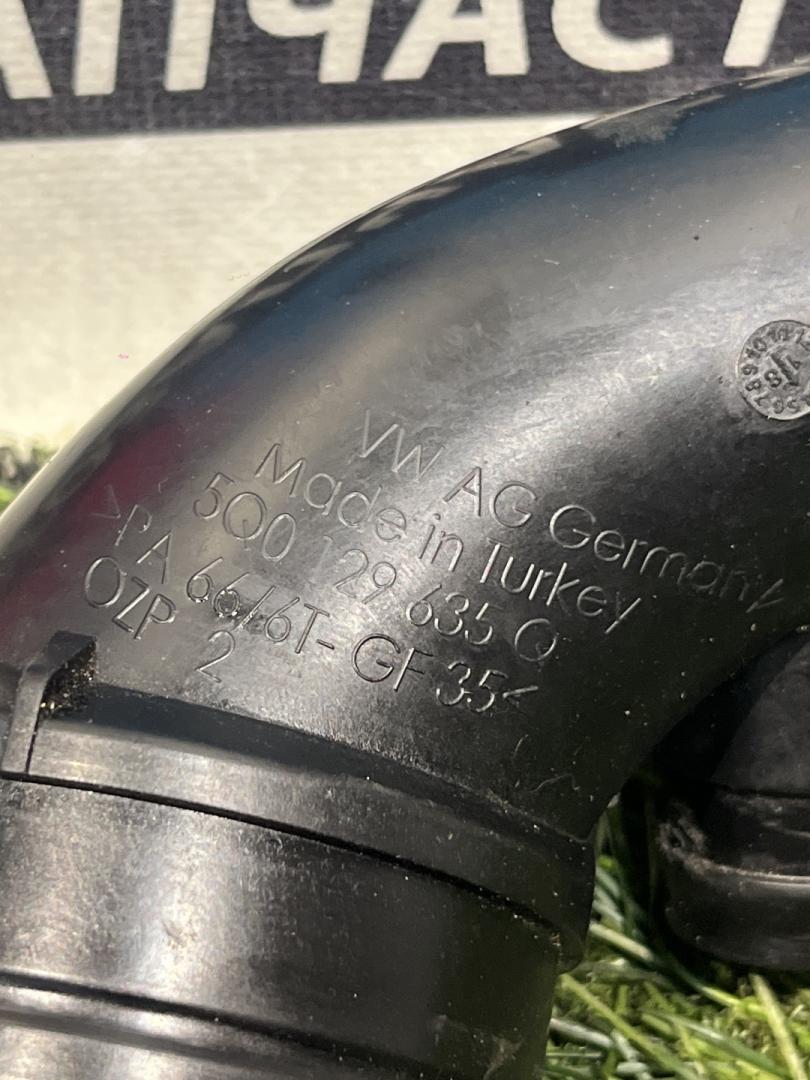 АПЧАСТ
VW AG Germany
Made in Turkey
5Q0 129 635 Q
>PA 66/6T-GF35<
OZP 2